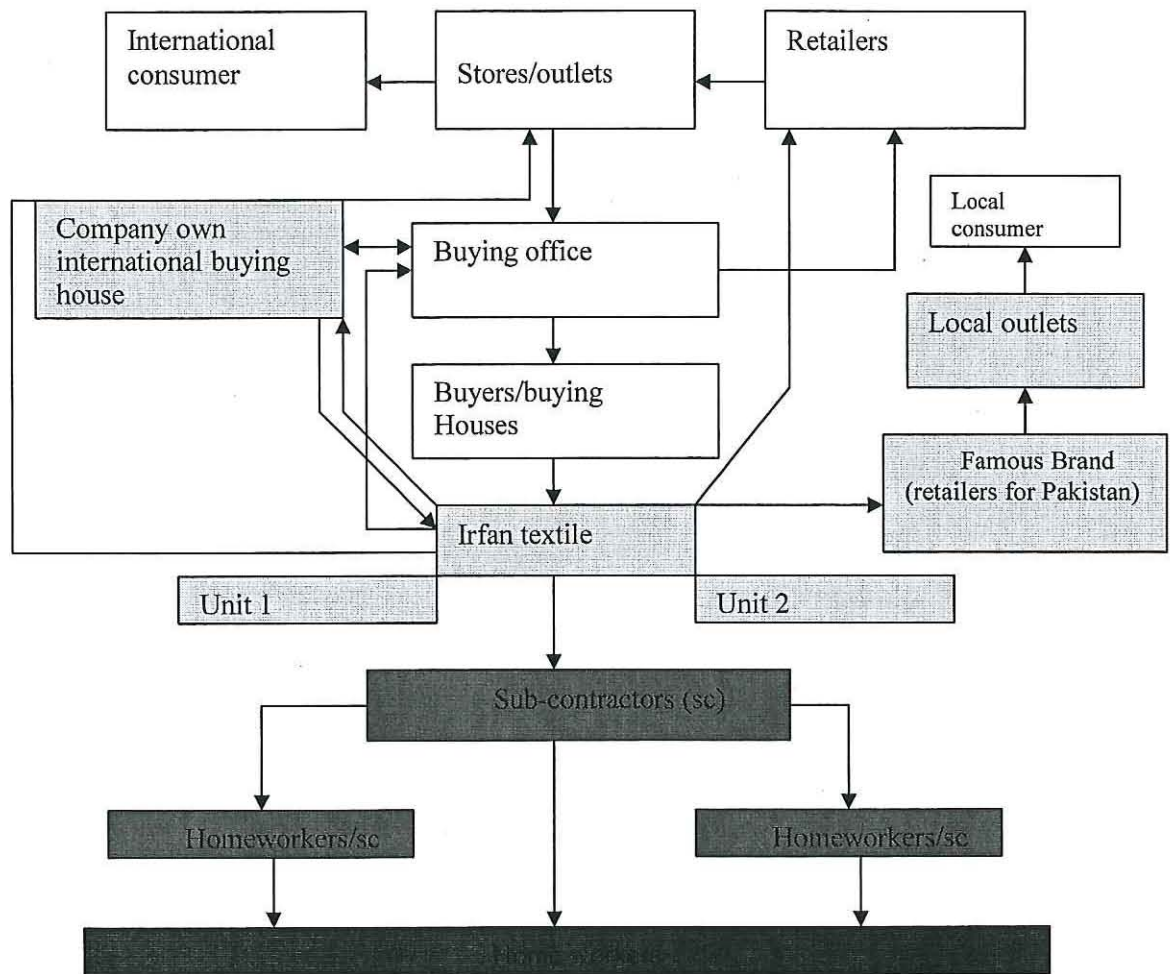 International
consumer
Stores/outlets
Retailers
Local
consumer
Company own
international buying
house
Buying office
Local outlets
Buyers/buying
Houses
Famous Brand
(retailers for Pakistan)
Irfan textile
Unit 1
Unit 2
Sub-contractors (sc)
Homeworkers/sc
Homeworkers/sc